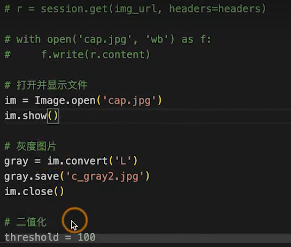 # r = session.get(img_url, headers=headers)
# with open('cap.jpg', 'wb') as f:
#     f.write(r.content)
# 打开并显示文件
im = Image.open('cap.jpg')
im.show()
# 灰度图片
gray = im.convert('L')
gray.save('c_gray2.jpg')
im.close()
# 二值化
threshold = 100